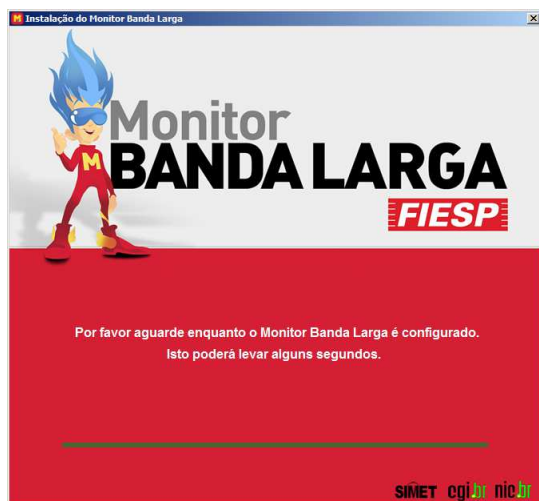 M Instalação do Monitor Banda Larga
Monitor
M
BANDA LARGA
FIESP
Por favor aguarde enquanto o Monitor Banda Larga é configurado.
Isto poderá levar alguns segundos.
SIMET cgi.br nic.br